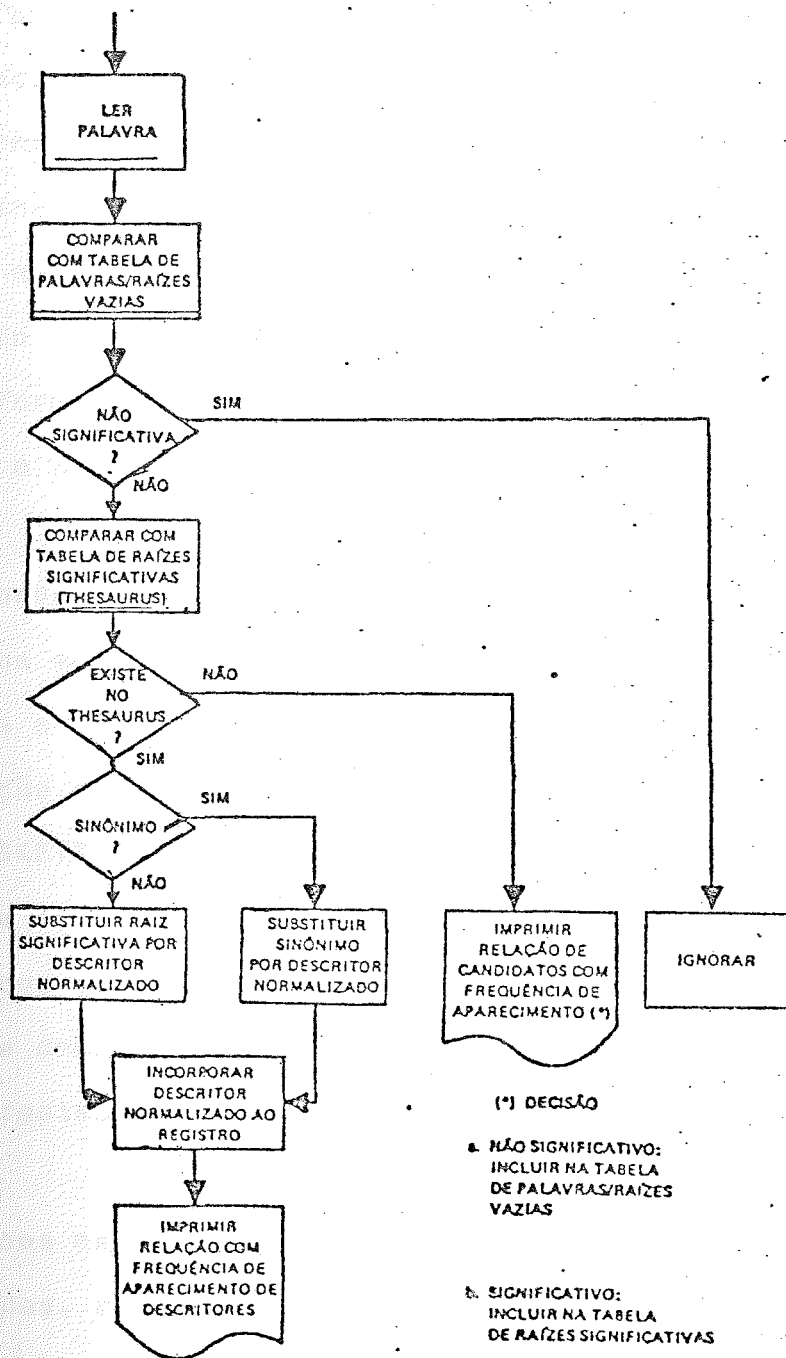 LER
PALAVRA
COMPARAR
COM TABELA DE
PALAVRAS/RAÍZES
VAZIAS
NÃO
SIGNIFICATIVA
?
SIM
NÃO
COMPARAR COM
TABELA DE RAÍZES
SIGNIFICATIVAS
(THESAURUS)
EXISTE
NO
THESAURUS
?
NÃO
SIM
SINÔNIMO
?
SIM
NÃO
SUBSTITUIR RAIZ
SIGNIFICATIVA POR
DESCRITOR
NORMALIZADO
SUBSTITUIR
SINÔNIMO
POR DESCRITOR
NORMALIZADO
IMPRIMIR
RELAÇÃO DE
CANDIDATOS COM
FREQUÊNCIA DE
APARECIMENTO (*)
IGNORAR
INCORPORAR
DESCRITOR
NORMALIZADO AO
REGISTRO
IMPRIMIR
RELAÇÃO COM
FREQUÊNCIA DE
APARECIMENTO DE
DESCRITORES
(*) DECISÃO
a. NÃO SIGNIFICATIVO:
INCLUIR NA TABELA
DE PALAVRAS/RAÍZES
VAZIAS
b. SIGNIFICATIVO:
INCLUIR NA TABELA
DE RAÍZES SIGNIFICATIVAS